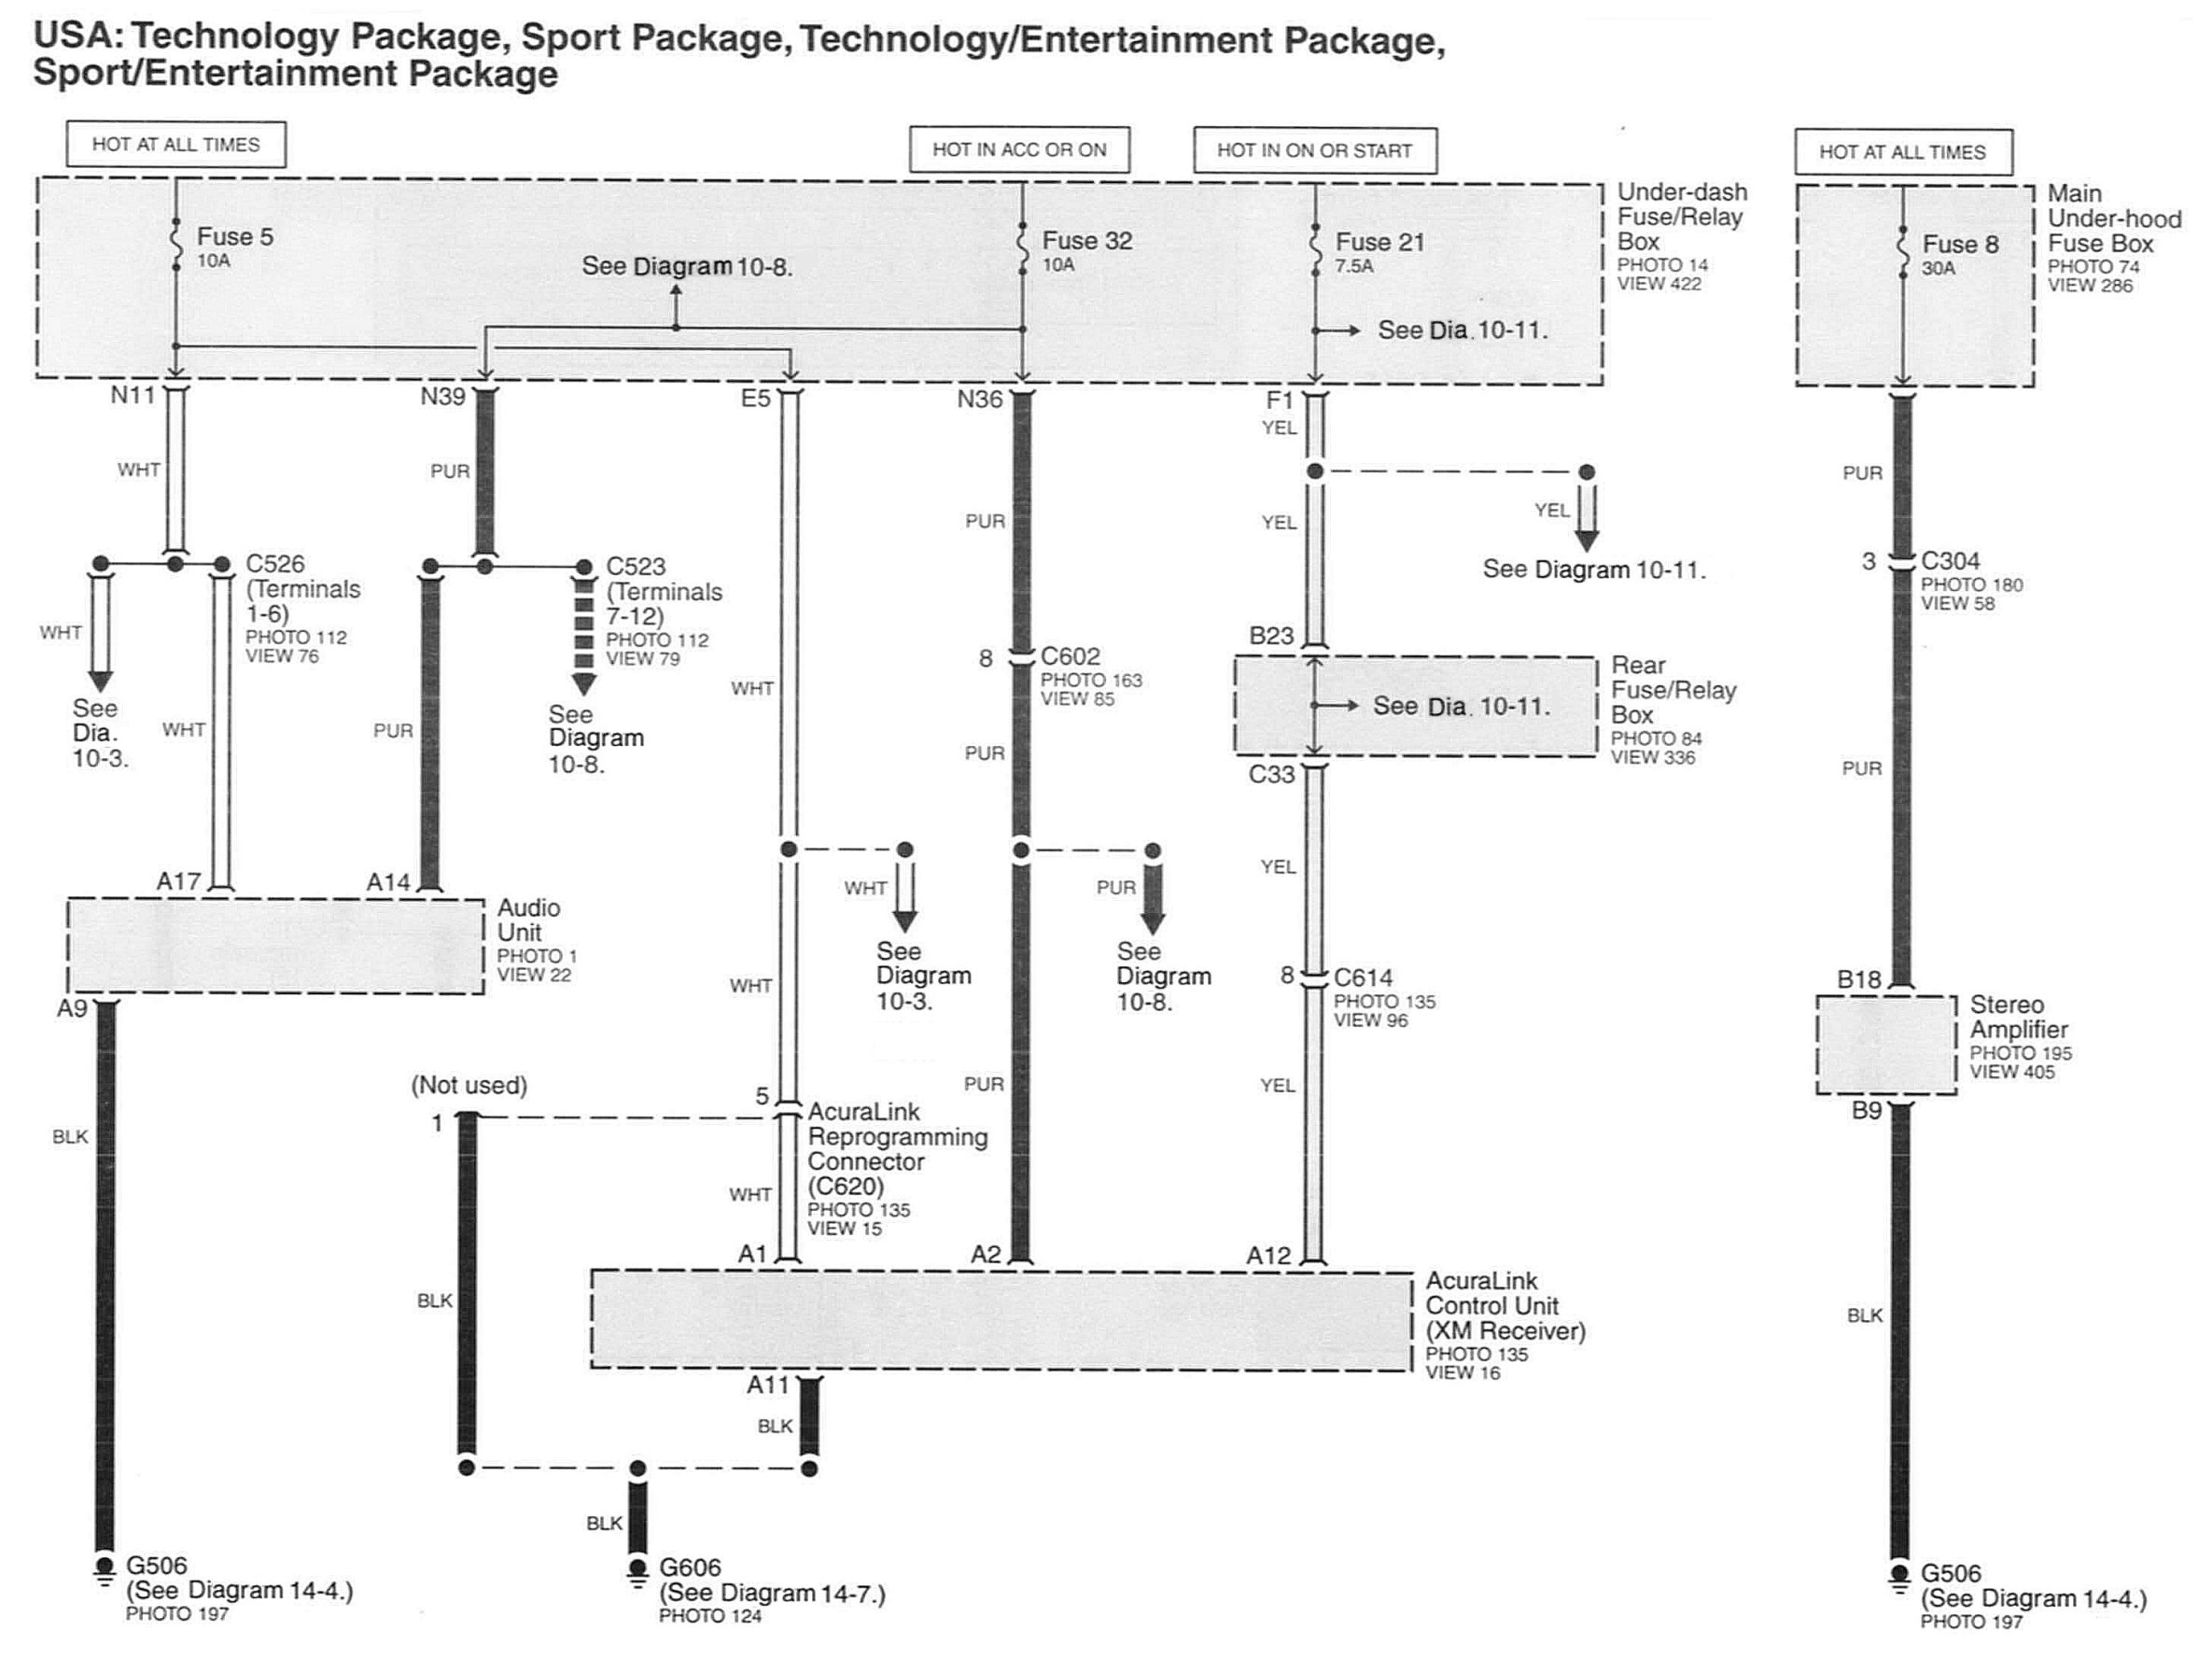 USA: Technology Package, Sport Package, Technology/Entertainment Package,
Sport/Entertainment Package
HOT AT ALL TIMES
HOT IN ACC OR ON
HOT IN ON OR START
HOT AT ALL TIMES
Fuse 5
10A
See Diagram 10-8.
Fuse 32
10A
Fuse 21
7.5A
See Dia. 10-11.
Under-dash
Fuse/Relay
Box
PHOTO 14
VIEW 422
Fuse 8
30A
Main
Under-hood
Fuse Box
PHOTO 74
VIEW 286
N11
N39
E5
N36
F1
YEL
WHT
PUR
PUR
YEL
YEL
See Diagram 10-11.
PUR
C526
(Terminals
1-6)
PHOTO 112
VIEW 76
C523
(Terminals
7-12)
PHOTO 112
VIEW 79
3
C304
PHOTO 180
VIEW 58
WHT
See
Dia.
10-3.
WHT
PUR
See
Diagram
10-8.
WHT
8
C602
PHOTO 163
VIEW 85
PUR
B23
See Dia. 10-11.
Rear
Fuse/Relay
Box
PHOTO 84
VIEW 336
C33
PUR
A17
A14
Audio
Unit
PHOTO 1
VIEW 22
WHT
See
Diagram
10-3.
PUR
See
Diagram
10-8.
YEL
WHT
8
C614
PHOTO 135
VIEW 96
B18
Stereo
Amplifier
PHOTO 195
VIEW 405
B9
A9
BLK
(Not used)
1
5
AcuraLink
Reprogramming
Connector
(C620)
PHOTO 135
VIEW 15
PUR
YEL
WHT
A1
A2
A12
BLK
AcuraLink
Control Unit
(XM Receiver)
PHOTO 135
VIEW 16
BLK
A11
BLK
BLK
G506
(See Diagram 14-4.)
PHOTO 197
G606
(See Diagram 14-7.)
PHOTO 124
G506
(See Diagram 14-4.)
PHOTO 197